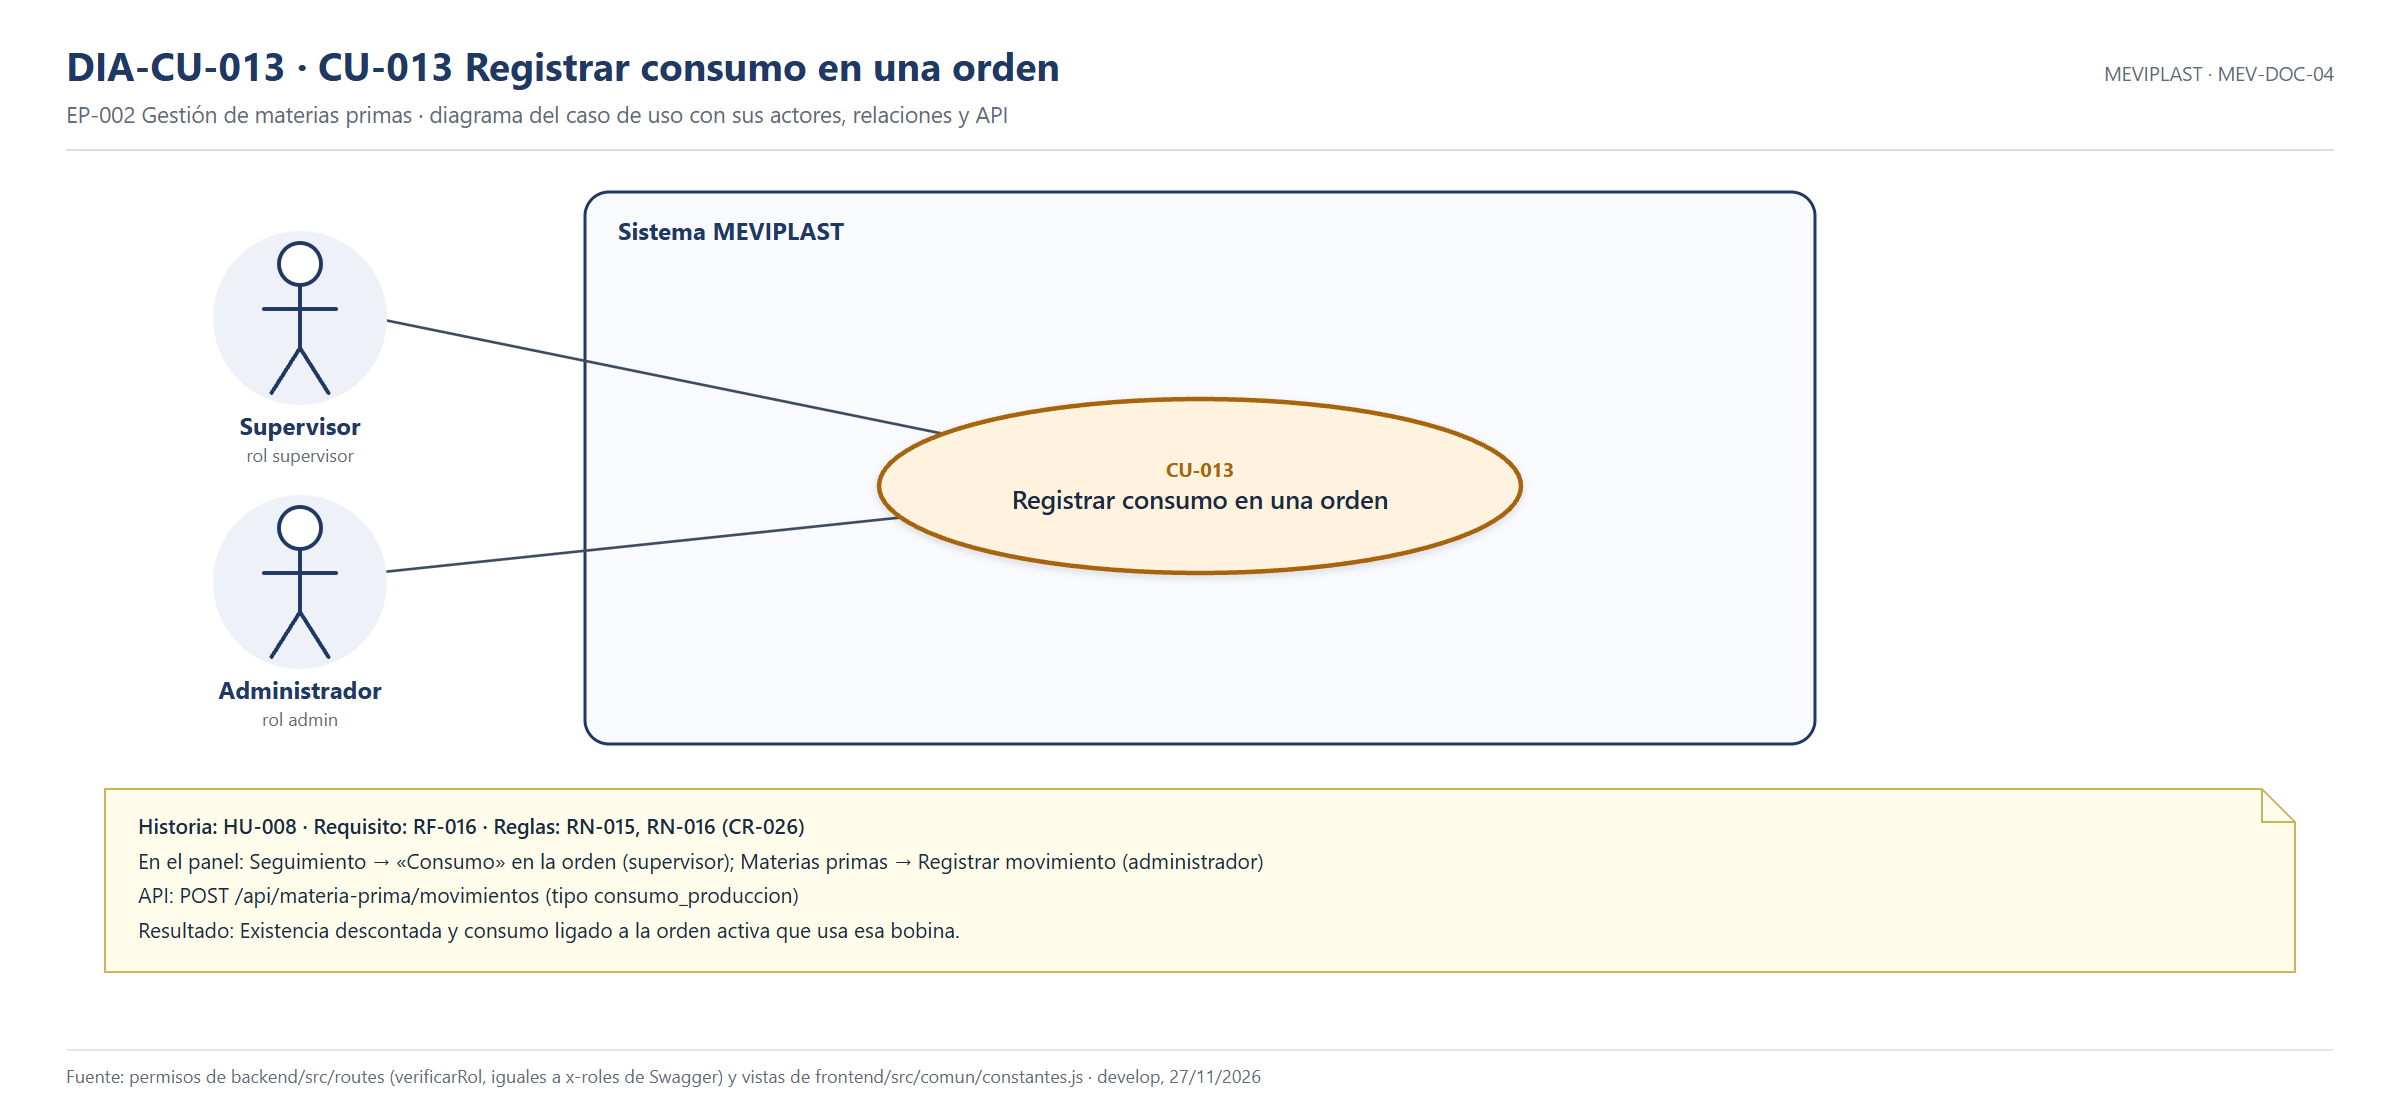 DIA-CU-013 · CU-013 Registrar consumo en una orden
MEVIPLAST · MEV-DOC-04
EP-002 Gestión de materias primas · diagrama del caso de uso con sus actores, relaciones y API
Sistema MEVIPLAST
Supervisor
rol supervisor
CU-013
Registrar consumo en una orden
Administrador
rol admin
Historia: HU-008 · Requisito: RF-016 · Reglas: RN-015, RN-016 (CR-026)
En el panel: Seguimiento → «Consumo» en la orden (supervisor); Materias primas → Registrar movimiento (administrador)
API: POST /api/materia-prima/movimientos (tipo consumo_produccion)
Resultado: Existencia descontada y consumo ligado a la orden activa que usa esa bobina.
Fuente: permisos de backend/src/routes (verificarRol, iguales a x-roles de Swagger) y vistas de frontend/src/comun/constantes.js · develop, 27/11/2026